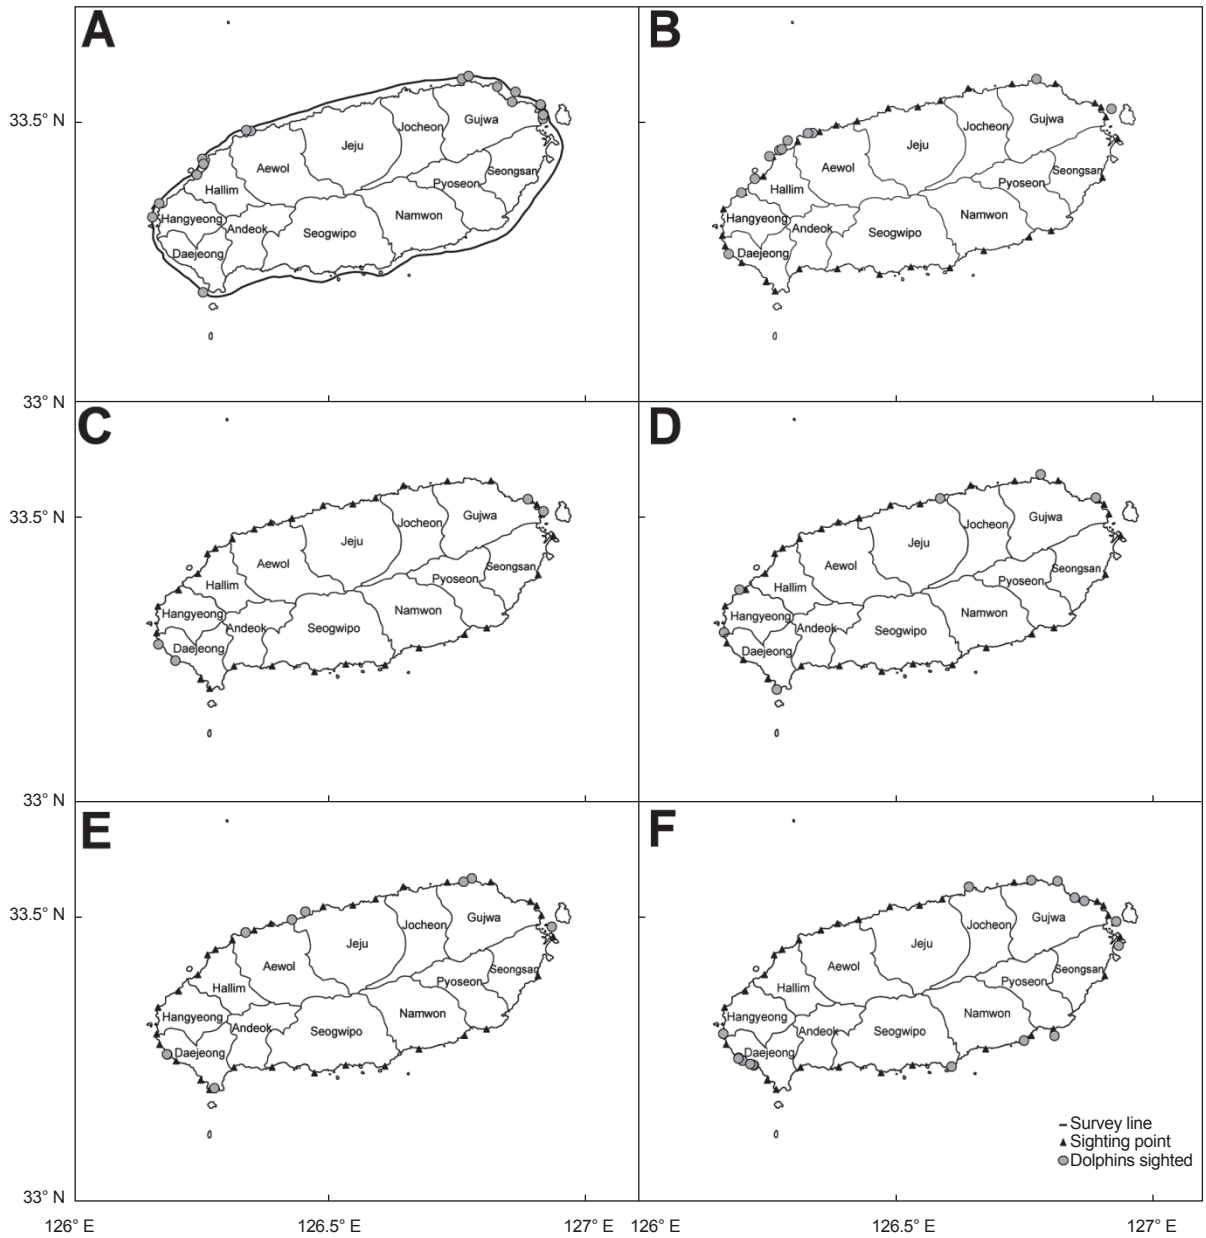 A
B
33.5° N
Jocheon
Gujwa
Jeju
Aewol
Seongsan
Pyoseon
Hallim
Namwon
Hangyeong
Andeok
Seogwipo
Daejeong
Jocheon
Gujwa
Jeju
Aewol
Seongsan
Pyoseon
Hallim
Namwon
Hangyeong
Andeok
Seogwipo
Daejeong
33° N
C
D
33.5° N
Jocheon
Gujwa
Jeju
Aewol
Seongsan
Pyoseon
Hallim
Namwon
Hangyeong
Andeok
Seogwipo
Daejeong
Jocheon
Gujwa
Jeju
Aewol
Seongsan
Pyoseon
Hallim
Namwon
Hangyeong
Andeok
Seogwipo
Daejeong
33° N
E
F
33.5° N
Jocheon
Gujwa
Jeju
Aewol
Seongsan
Pyoseon
Hallim
Namwon
Hangyeong
Andeok
Seogwipo
Daejeong
Jocheon
Gujwa
Jeju
Aewol
Seongsan
Pyoseon
Hallim
Namwon
Hangyeong
Andeok
Seogwipo
Daejeong
Survey line
Sighting point
Dolphins sighted
33° N
126° E 126.5° E 127° E 126° E 126.5° E 127° E